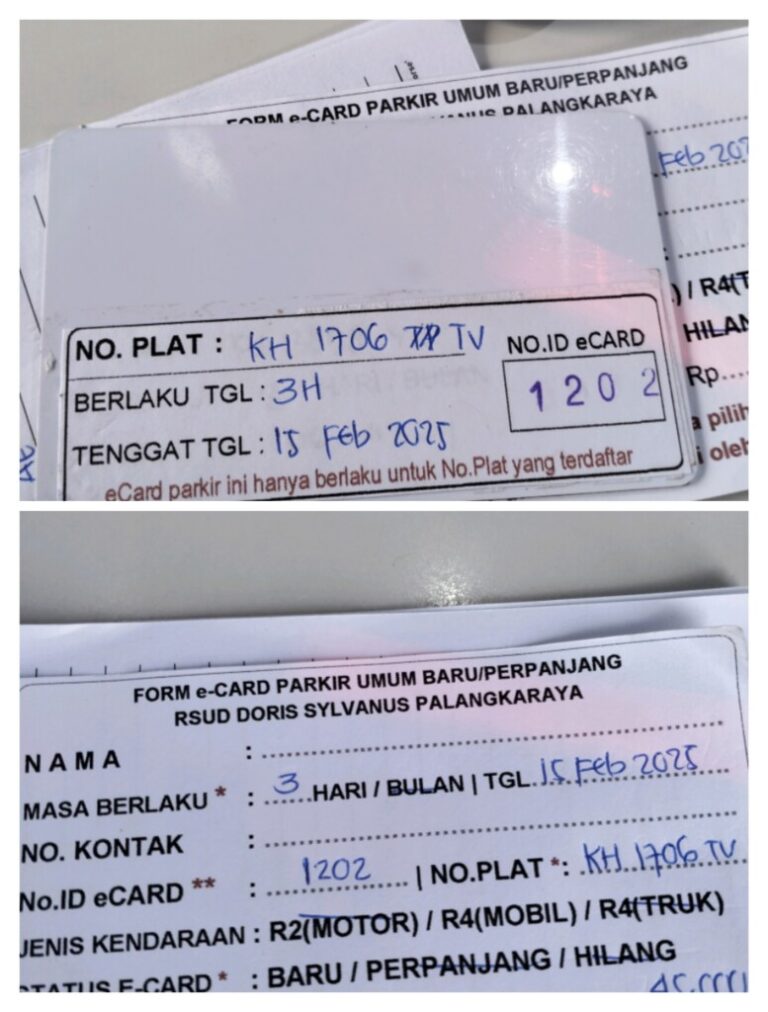 FORM e-CARD PARKIR UMUM BARU/PERPANJANG
PALANGKARAYA
Feb
/ R4(
Rp....
NO. PLAT : KH 1706 TV
NO.ID eCARD
1202
BERLAKU TGL : 3H
TENGGAT TGL : 15 Feb 2025
eCard parkir ini hanya berlaku untuk No.Plat yang terdaftar
FORM e-CARD PARKIR UMUM BARU/PERPANJANG
RSUD DORIS SYLVANUS PALANGKARAYA
NAMA :
MASA BERLAKU * : 3 HARI / BULAN | TGL 15 Feb 2025
NO. KONTAK :
No.ID eCARD ** : 1202 | NO.PLAT *: KH 1706 TV
JENIS KENDARAAN : R2(MOTOR) / R4(MOBIL) / R4(TRUK)
STATUS E-CARD * : BARU / PERPANJANG / HILANG